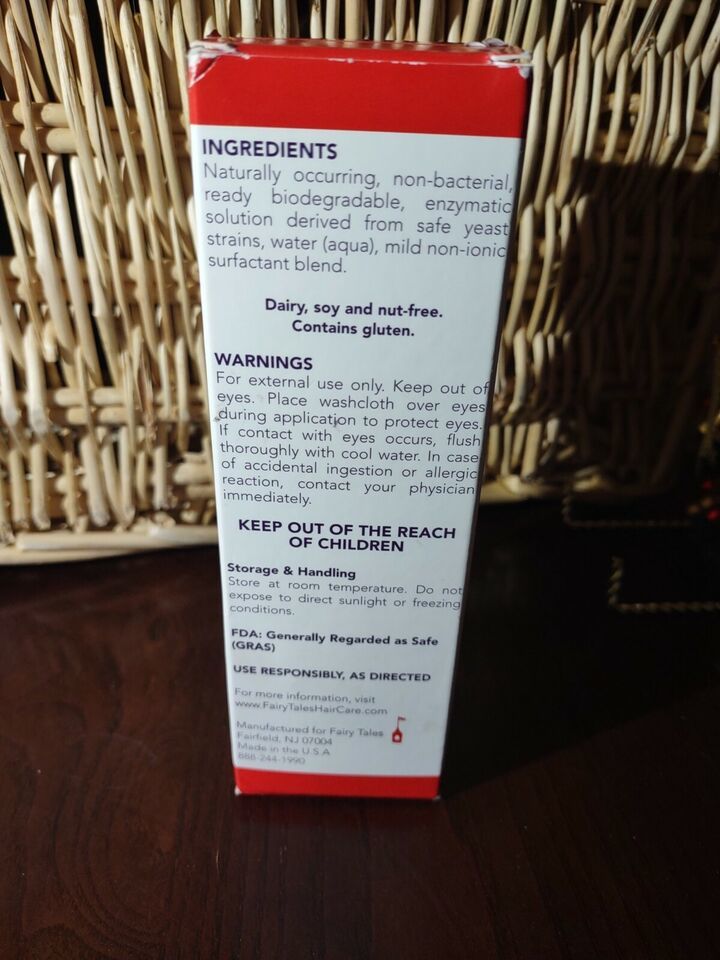 INGREDIENTS
Naturally occurring, non-bacterial,
ready biodegradable, enzymatic
solution derived from safe yeast
strains, water (aqua), mild non-ionic
surfactant blend.
Dairy, soy and nut-free.
Contains gluten.
WARNINGS
For external use only. Keep out of
eyes. Place washcloth over eyes
during application to protect eyes.
If contact with eyes occurs, flush
thoroughly with cool water. In case
of accidental ingestion or allergic
reaction, contact your physician
immediately.
KEEP OUT OF THE REACH
OF CHILDREN
Storage & Handling
Store at room temperature. Do not
expose to direct sunlight or freezing
conditions.
FDA: Generally Regarded as Safe
(GRAS)
USE RESPONSIBLY, AS DIRECTED
For more information, visit
www.FairyTalesHairCare.com
Manufactured for Fairy Tales
Fairfield, NJ 07004
Made in the U.S.A
888-244-1990